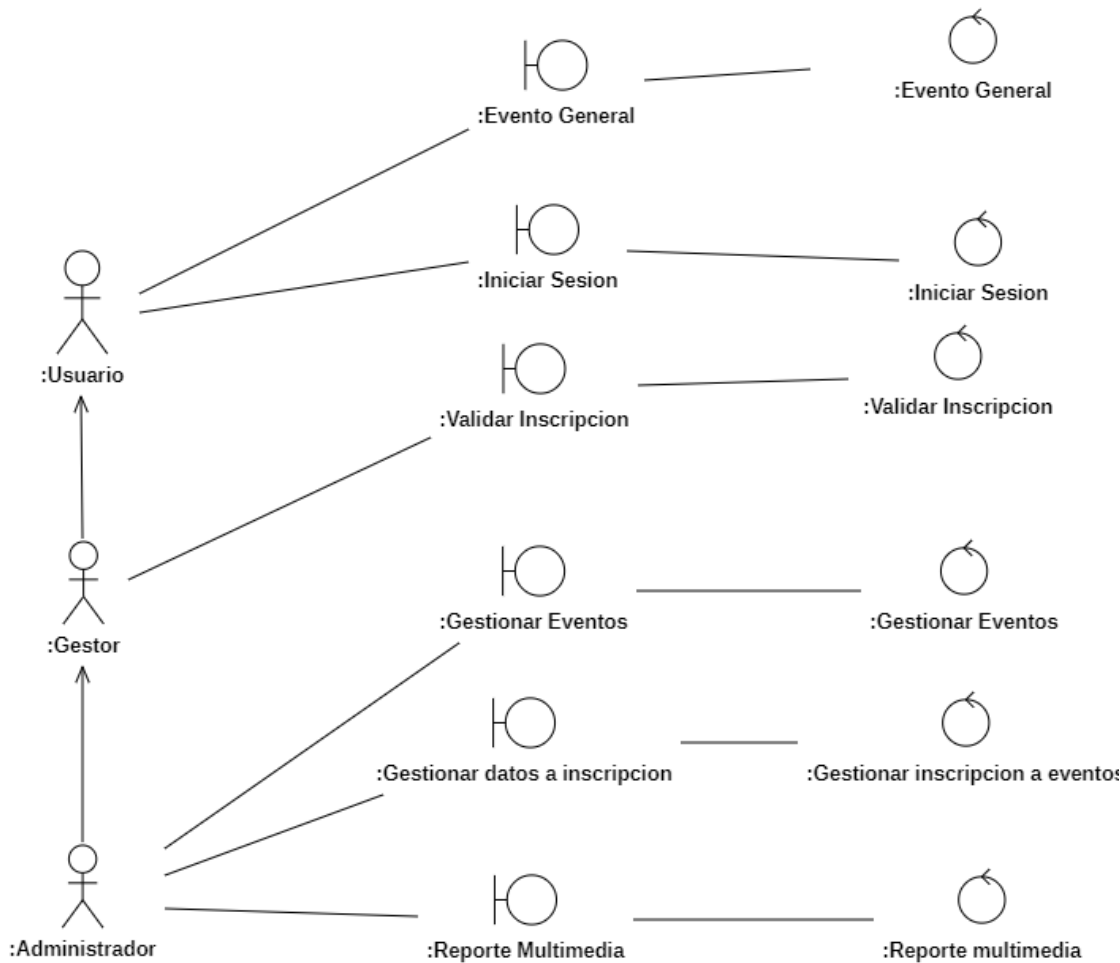 :Evento General
:Evento General
:Iniciar Sesion
:Iniciar Sesion
:Usuario
:Validar Inscripcion
:Validar Inscripcion
:Gestor
:Gestionar Eventos
:Gestionar Eventos
:Gestionar datos a inscripcion
:Gestionar inscripcion a eventos
:Administrador
:Reporte Multimedia
:Reporte multimedia